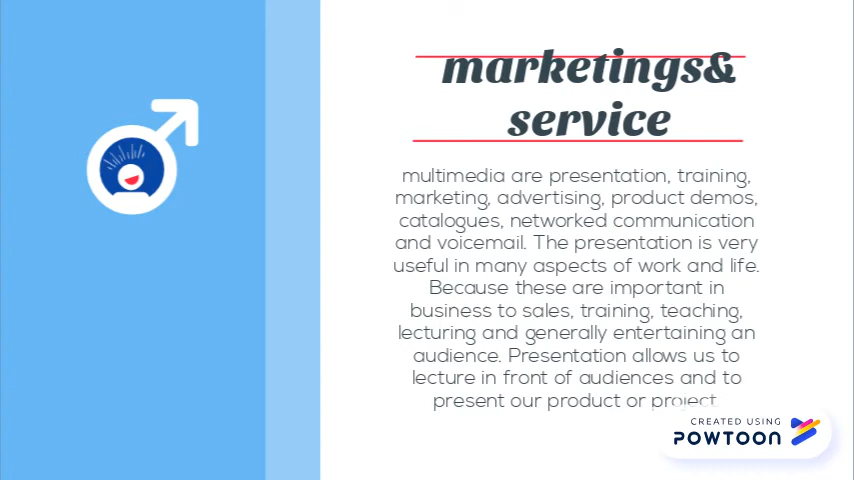 marketings&
service
multimedia are presentation, training,
marketing, advertising, product demos,
catalogues, networked communication
and voicemail. The presentation is very
useful in many aspects of work and life.
Because these are important in
business to sales, training, teaching,
lecturing and generally entertaining an
audience. Presentation allows us to
lecture in front of audiences and to
present our product or project.
CREATED USING
POWTOON